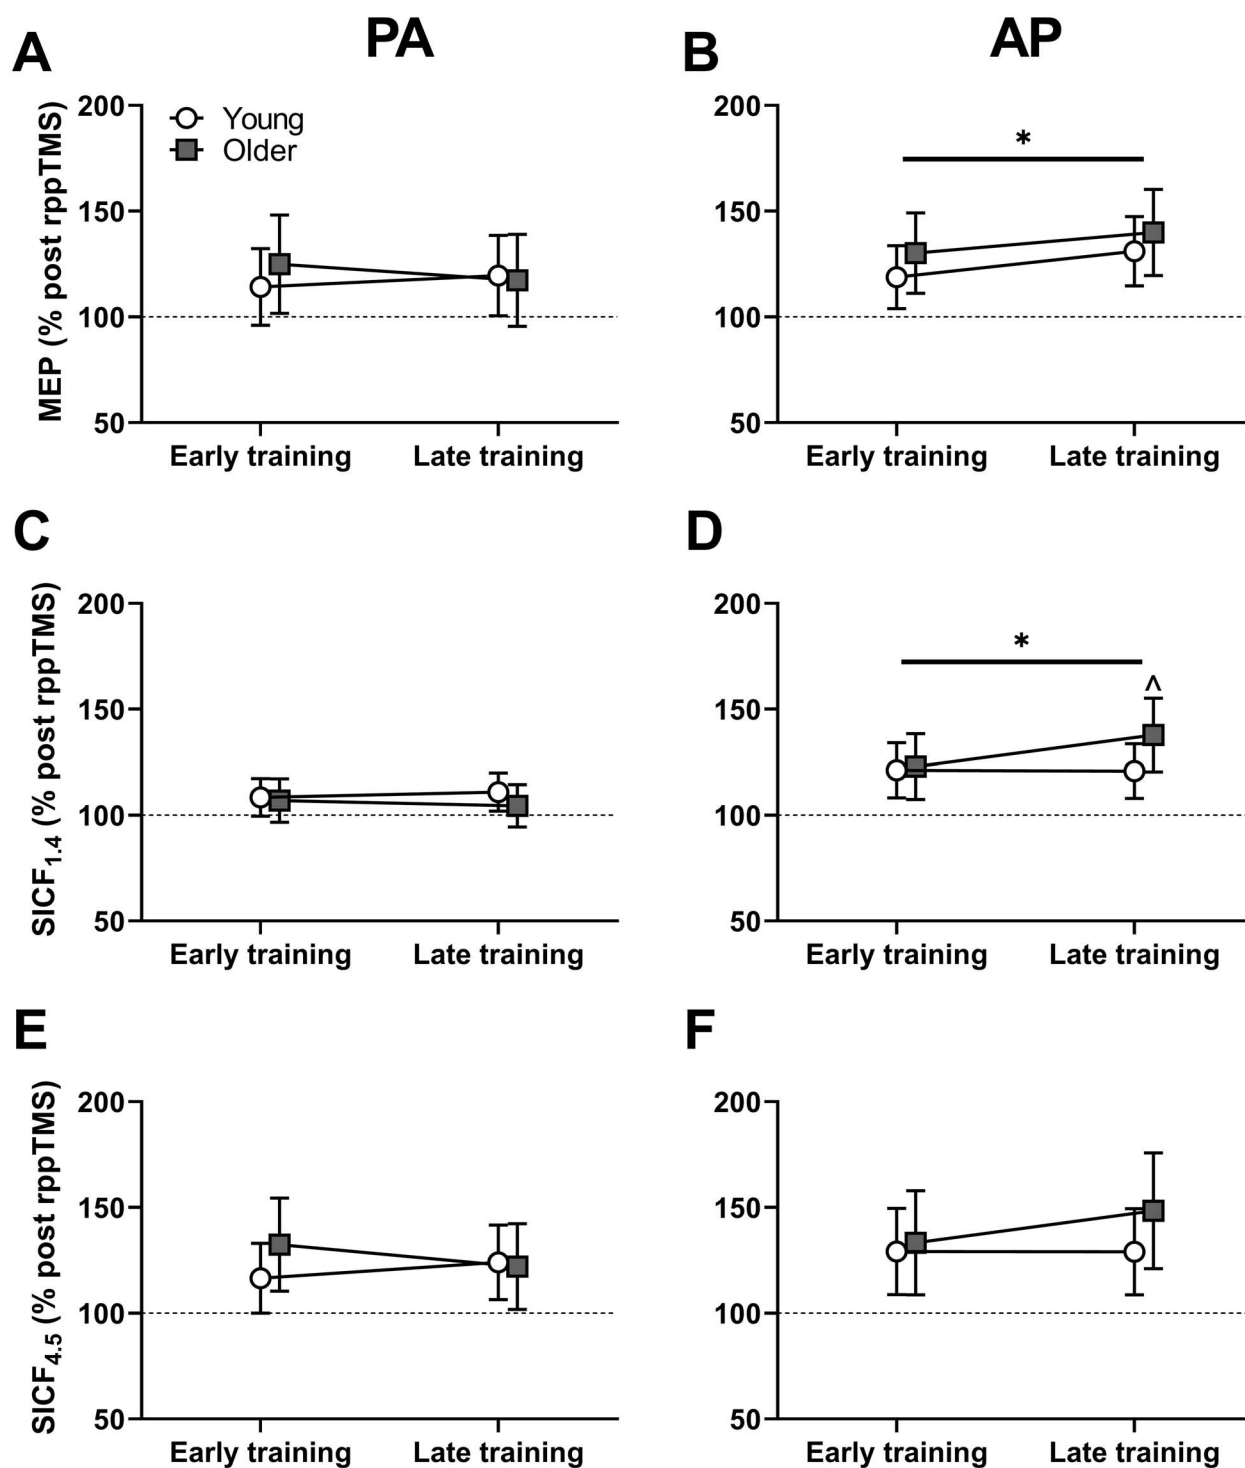 PA
AP
A
MEP (% post rppTMS)
200
150
100
50
Young
Older
Early training
Late training
B
200
150
100
50
*
Early training
Late training
C
SICF1.4 (% post rppTMS)
200
150
100
50
Early training
Late training
D
200
150
100
50
*
^
Early training
Late training
E
SICF4.5 (% post rppTMS)
200
150
100
50
Early training
Late training
F
200
150
100
50
Early training
Late training